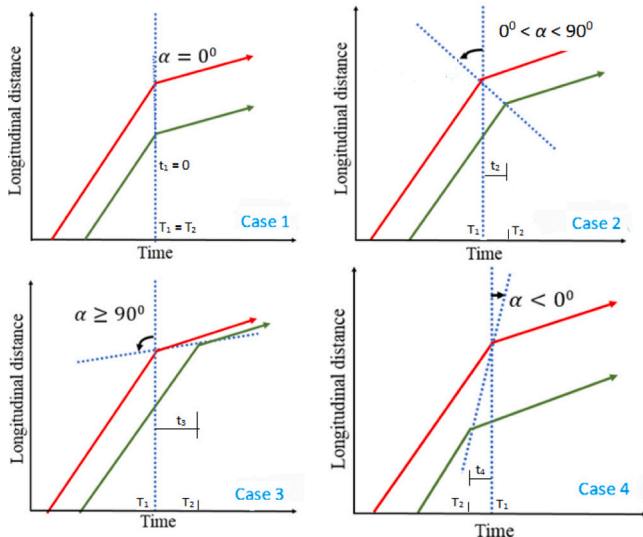 Longitudinal distance
α = 0⁰
t₁ = 0
T₁ = T₂
Case 1
Time
Longitudinal distance
0⁰ < α < 90⁰
t₂
T₁
T₂
Case 2
Time
Longitudinal distance
α ≥ 90⁰
t₃
T₁
T₂
Case 3
Time
Longitudinal distance
α < 0⁰
t₄
T₂
T₁
Case 4
Time